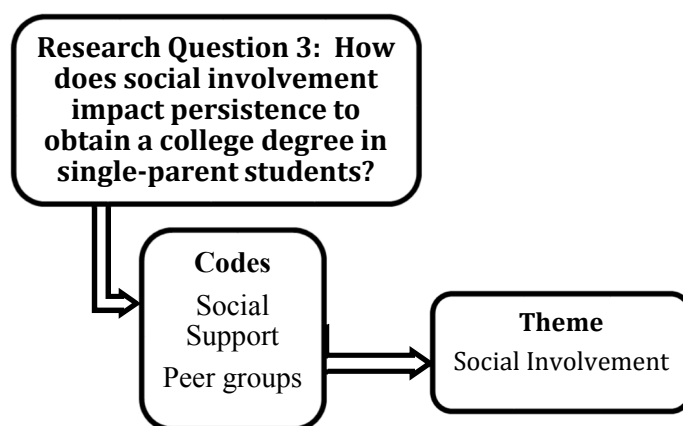 Research Question 3: How
does social involvement
impact persistence to
obtain a college degree in
single-parent students?
Codes
Social
Support
Peer groups
Theme
Social Involvement